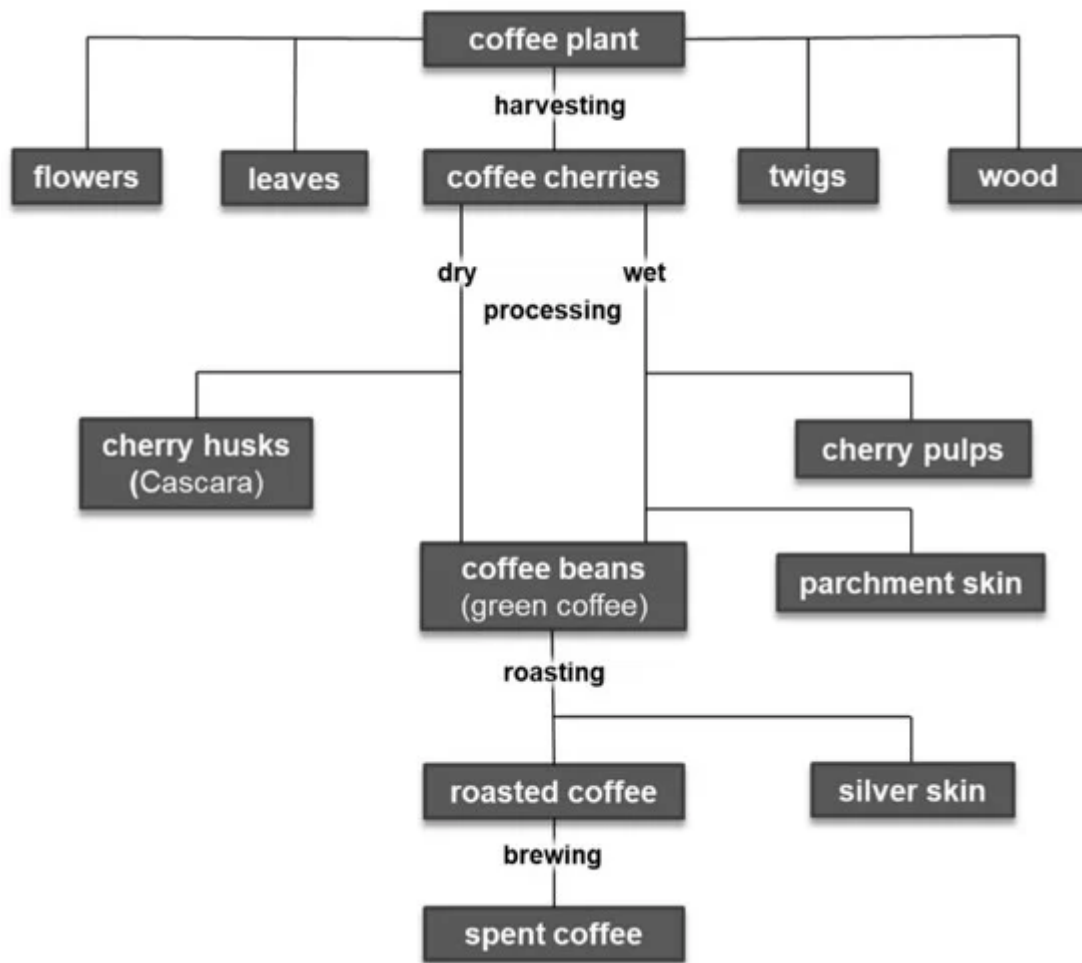 coffee plant
harvesting
flowers
leaves
coffee cherries
twigs
wood
dry
wet
processing
cherry husks
(Cascara)
cherry pulps
coffee beans
(green coffee)
parchment skin
roasting
roasted coffee
silver skin
brewing
spent coffee